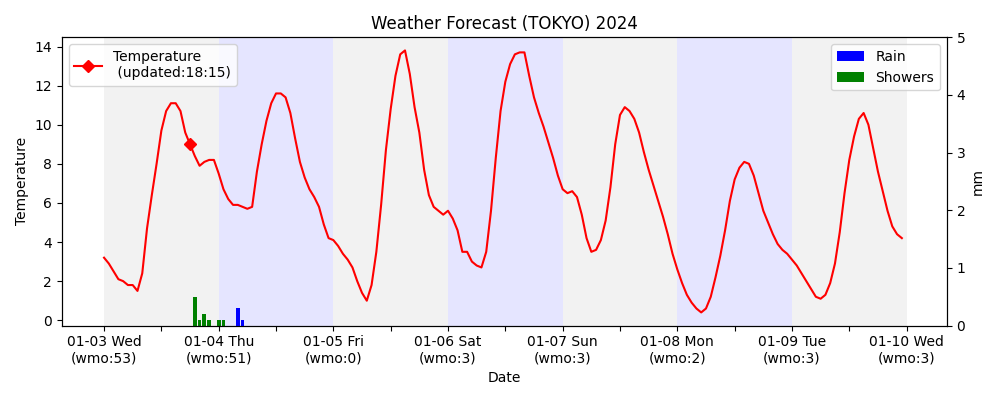 Weather Forecast (TOKYO) 2024
Temperature
(updated:18:15)
Rain
Showers
14
12
10
8
6
4
2
0
Temperature
5
4
3
2
1
0
mm
01-03 Wed 01-04 Thu 01-05 Fri 01-06 Sat 01-07 Sun 01-08 Mon 01-09 Tue 01-10 Wed
(wmo:53) (wmo:51) (wmo:0) (wmo:3) (wmo:3) (wmo:2) (wmo:3) (wmo:3)
Date